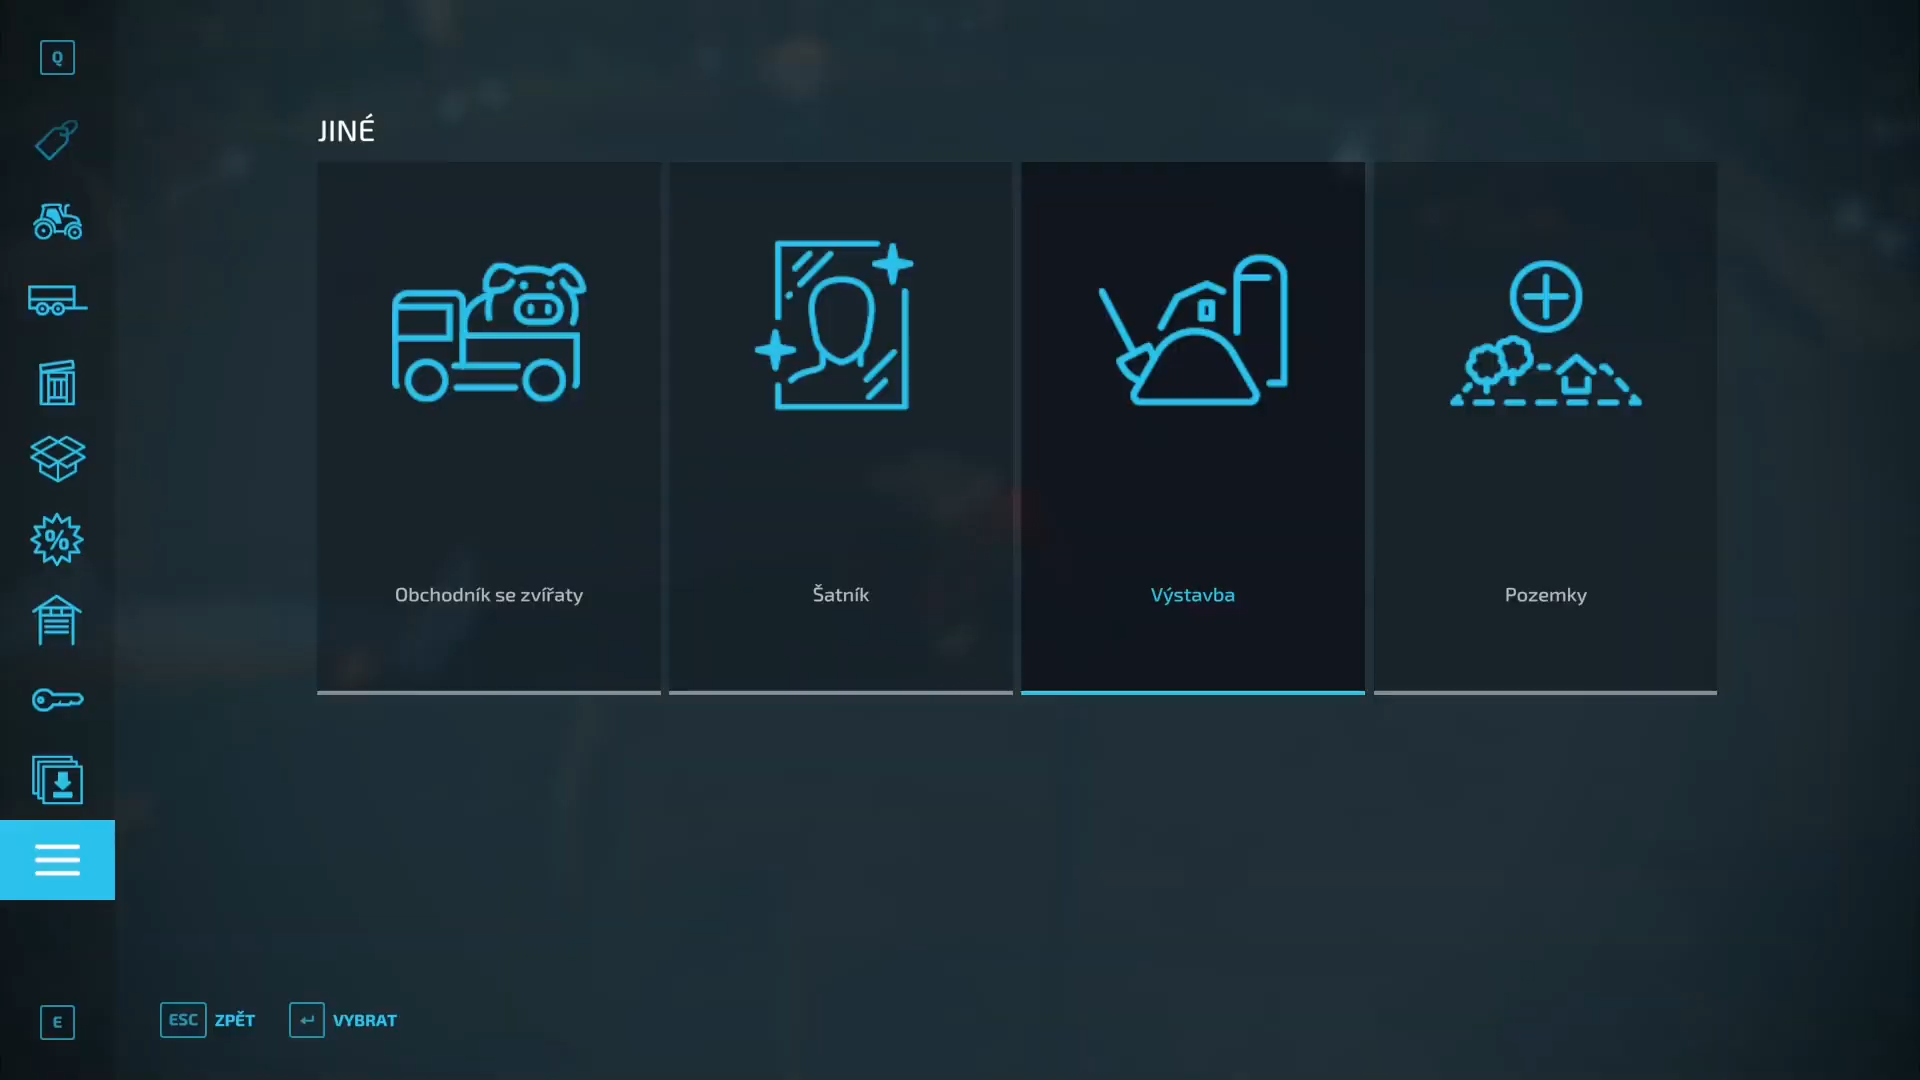 Q
JINÉ
Obchodník se zvířaty
Šatník
Výstavba
Pozemky
%
E
ESC ZPĚT
VYBRAT